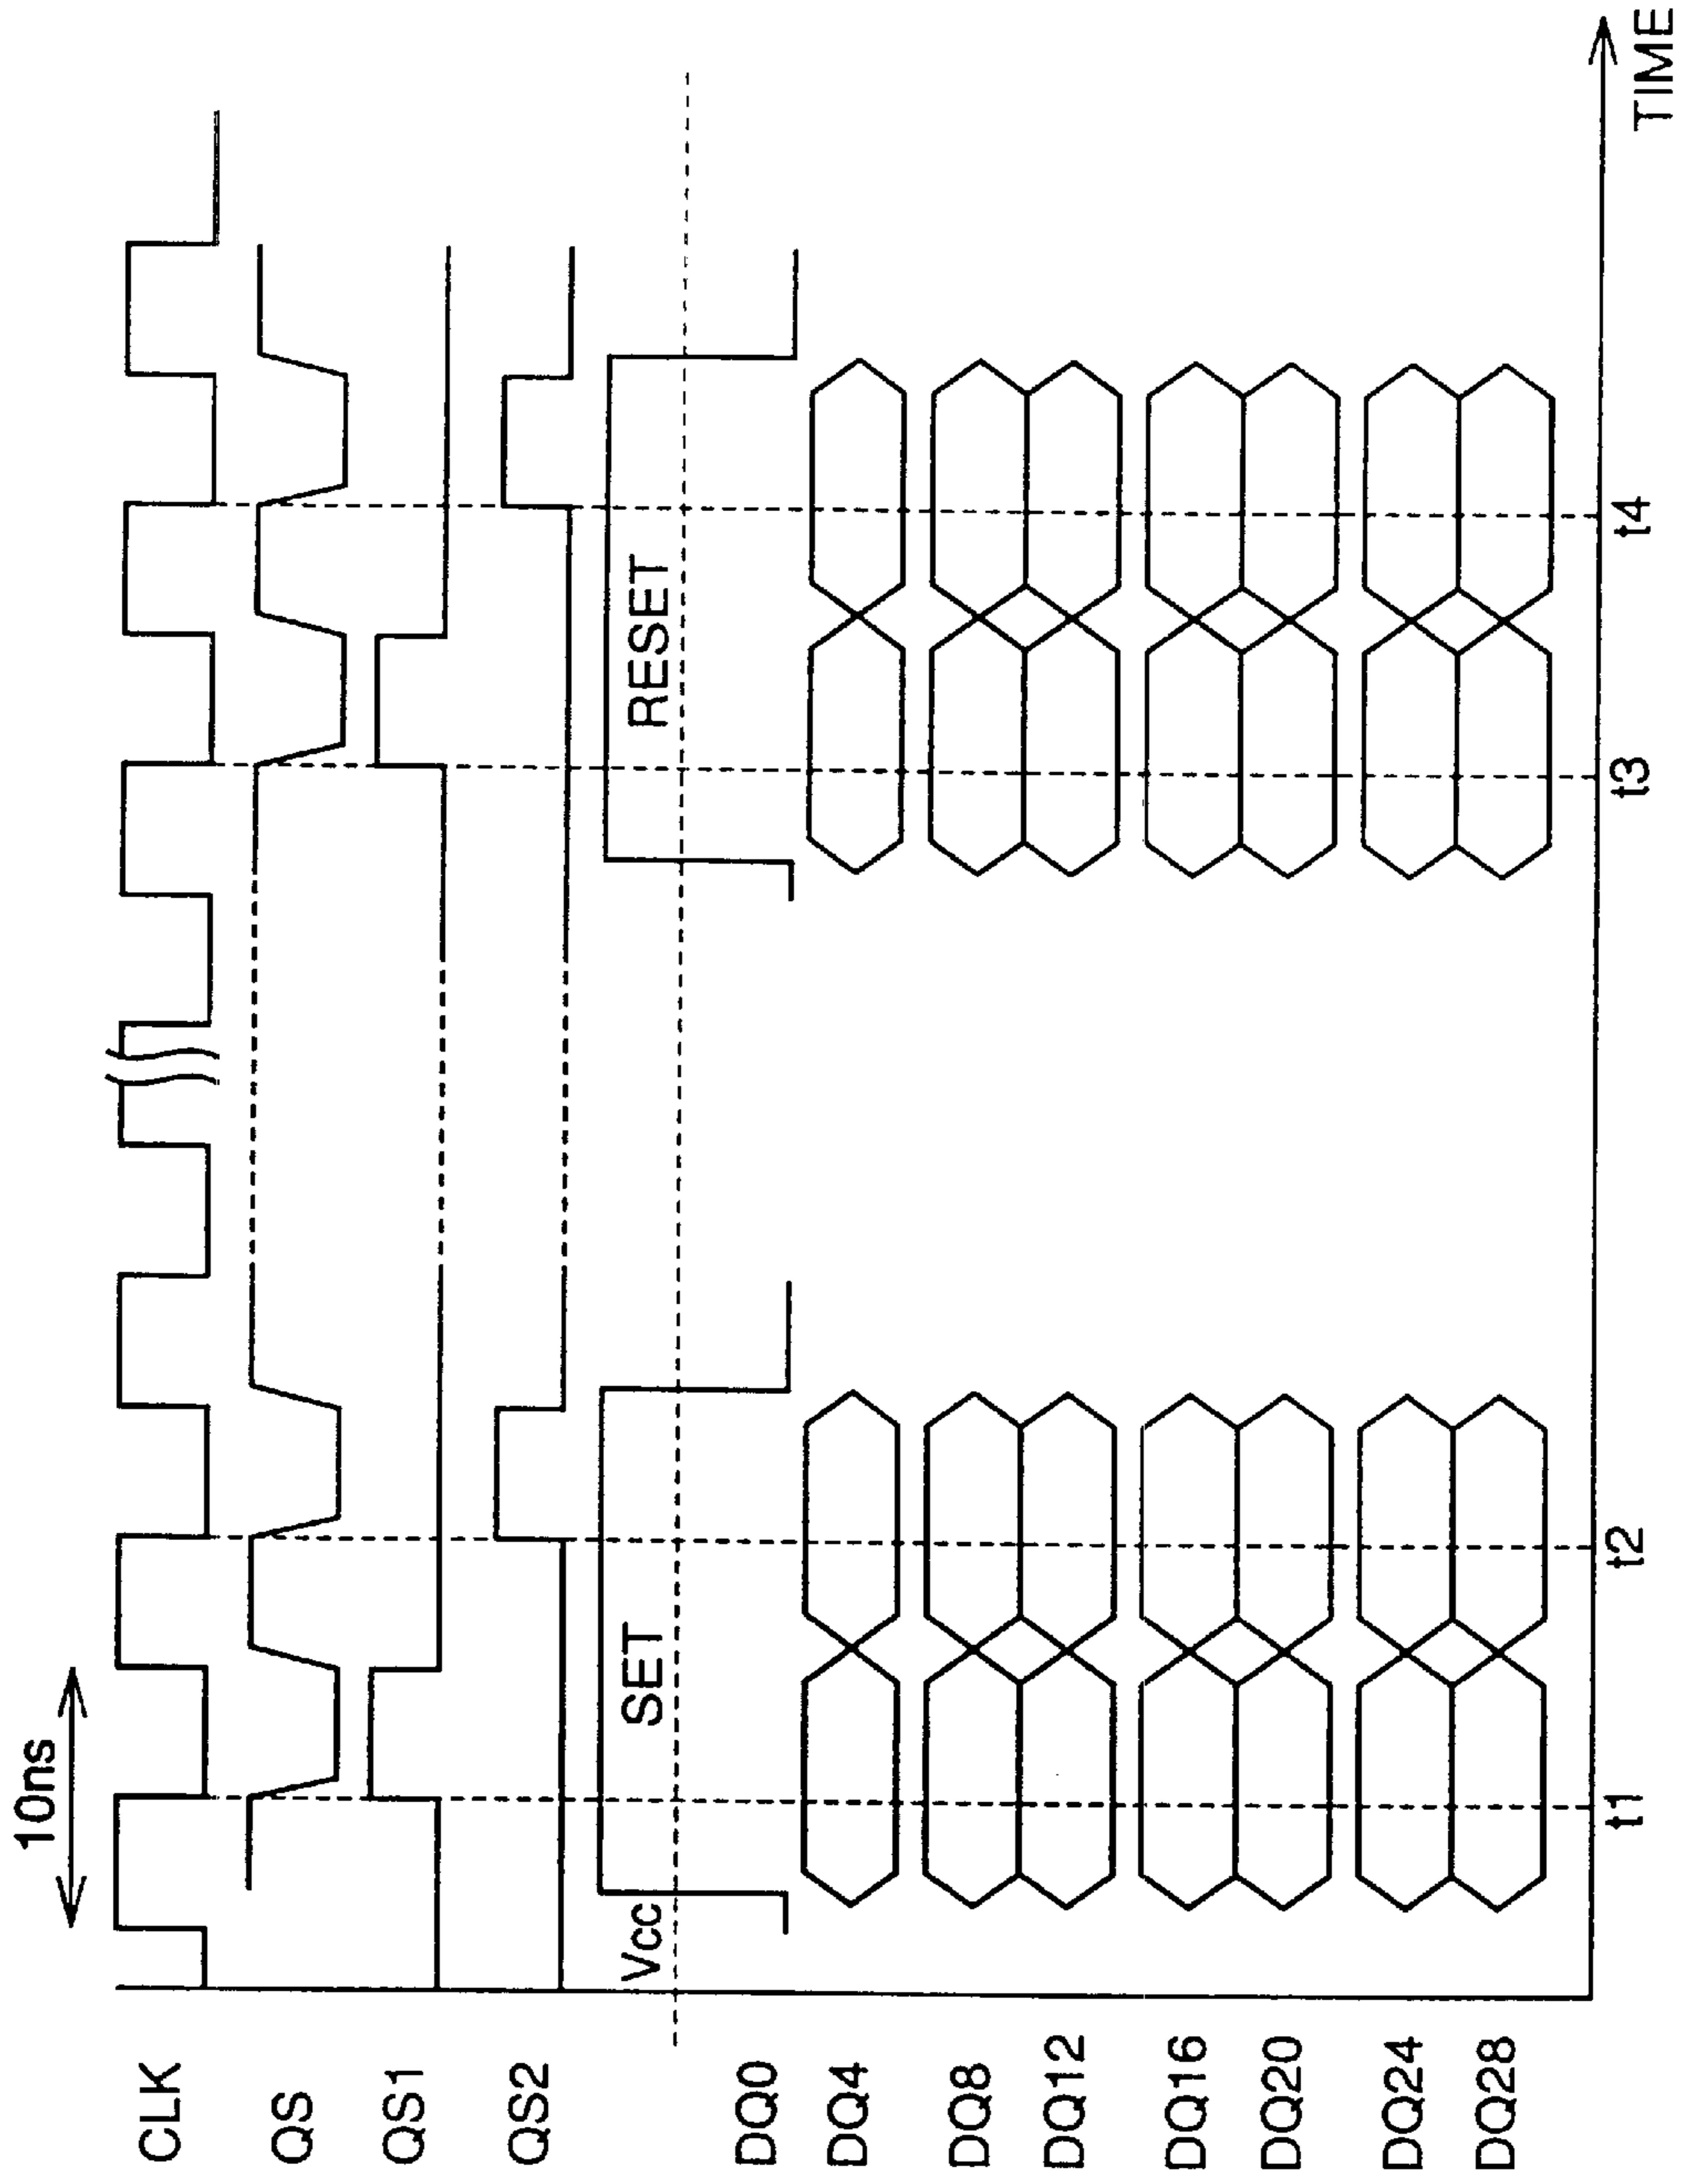 10ns
CLK
QS
QS1
QS2
Vcc
SET
RESET
DQ0
DQ4
DQ8
DQ12
DQ16
DQ20
DQ24
DQ28
t1
t2
t3
t4
TIME